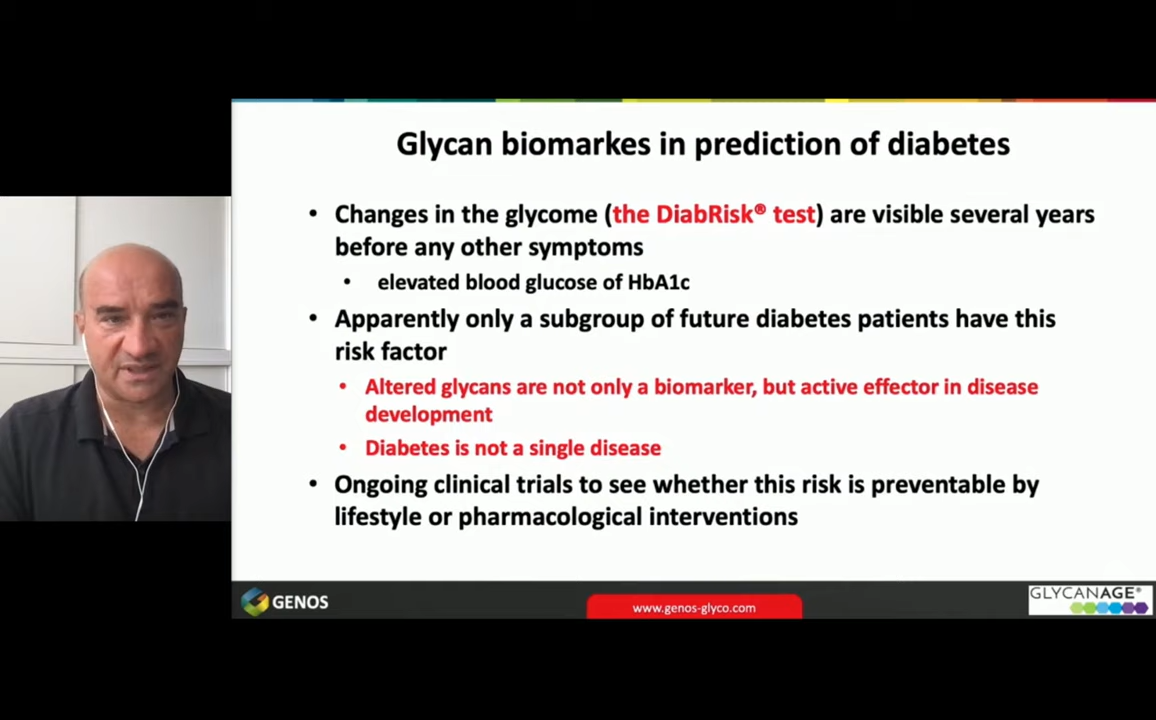 Glycan biomarkes in prediction of diabetes
• Changes in the glycome (the DiabRisk® test) are visible several years
before any other symptoms
• elevated blood glucose of HbA1c
• Apparently only a subgroup of future diabetes patients have this
risk factor
• Altered glycans are not only a biomarker, but active effector in disease
development
• Diabetes is not a single disease
• Ongoing clinical trials to see whether this risk is preventable by
lifestyle or pharmacological interventions
GENOS
www.genos-glyco.com
GLYCANAGE®